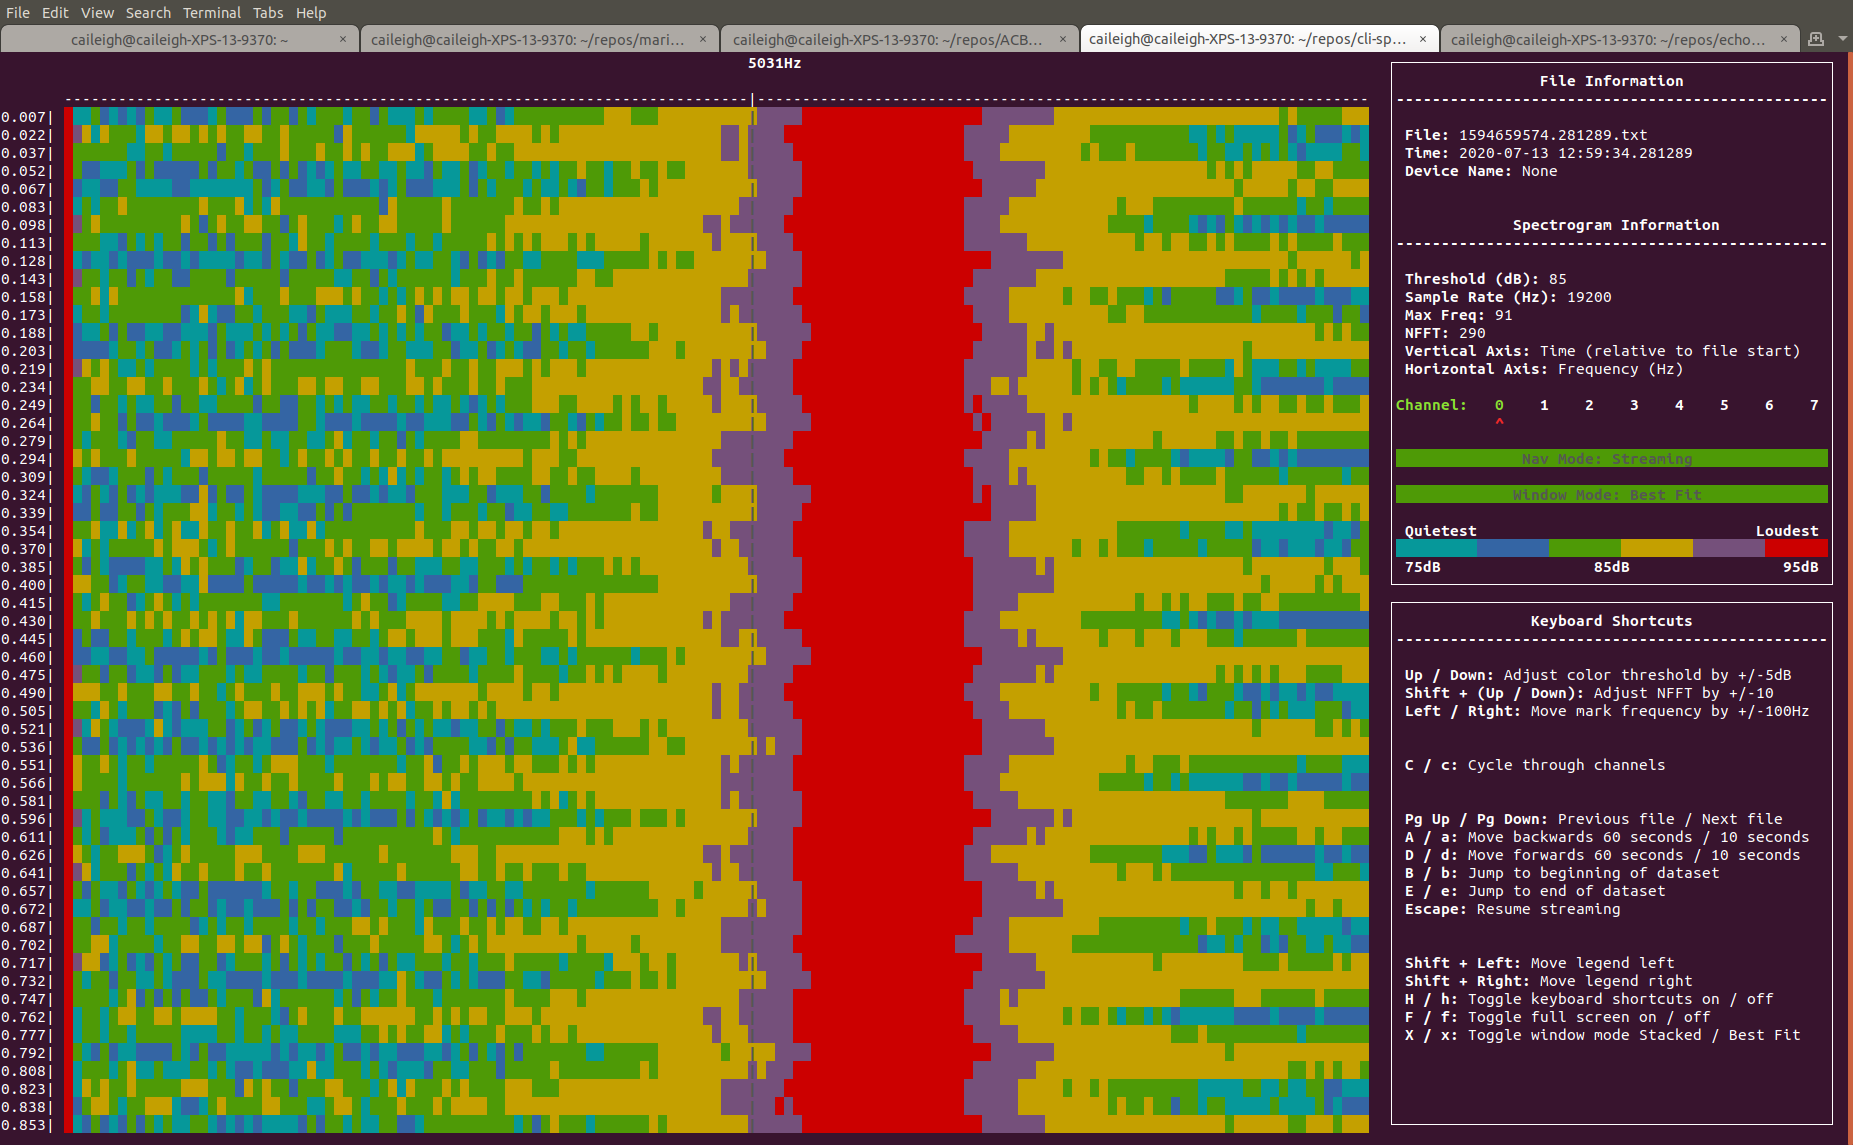 File Edit View Search Terminal Tabs Help
caileigh@caileigh-XPS-13-9370: ~ × caileigh@caileigh-XPS-13-9370: ~/repos/mari... × caileigh@caileigh-XPS-13-9370: ~/repos/ACB... × caileigh@caileigh-XPS-13-9370: ~/repos/cli-sp... × caileigh@caileigh-XPS-13-9370: ~/repos/echo... ×
5031Hz
0.007|
0.022|
0.037|
0.052|
0.067|
0.083|
0.098|
0.113|
0.128|
0.143|
0.158|
0.173|
0.188|
0.203|
0.219|
0.234|
0.249|
0.264|
0.279|
0.294|
0.309|
0.324|
0.339|
0.354|
0.370|
0.385|
0.400|
0.415|
0.430|
0.445|
0.460|
0.475|
0.490|
0.505|
0.521|
0.536|
0.551|
0.566|
0.581|
0.596|
0.611|
0.626|
0.641|
0.657|
0.672|
0.687|
0.702|
0.717|
0.732|
0.747|
0.762|
0.777|
0.792|
0.808|
0.823|
0.838|
0.853|
File Information
File: 1594659574.281289.txt
Time: 2020-07-13 12:59:34.281289
Device Name: None
Spectrogram Information
Threshold (dB): 85
Sample Rate (Hz): 19200
Max Freq: 91
NFFT: 290
Vertical Axis: Time (relative to file start)
Horizontal Axis: Frequency (Hz)
Channel: 0 1 2 3 4 5 6 7
^
Nav Mode: Streaming
Window Mode: Best Fit
Quietest Loudest
75dB 85dB 95dB
Keyboard Shortcuts
Up / Down: Adjust color threshold by +/-5dB
Shift + (Up / Down): Adjust NFFT by +/-10
Left / Right: Move mark frequency by +/-100Hz
C / c: Cycle through channels
Pg Up / Pg Down: Previous file / Next file
A / a: Move backwards 60 seconds / 10 seconds
D / d: Move forwards 60 seconds / 10 seconds
B / b: Jump to beginning of dataset
E / e: Jump to end of dataset
Escape: Resume streaming
Shift + Left: Move legend left
Shift + Right: Move legend right
H / h: Toggle keyboard shortcuts on / off
F / f: Toggle full screen on / off
X / x: Toggle window mode Stacked / Best Fit